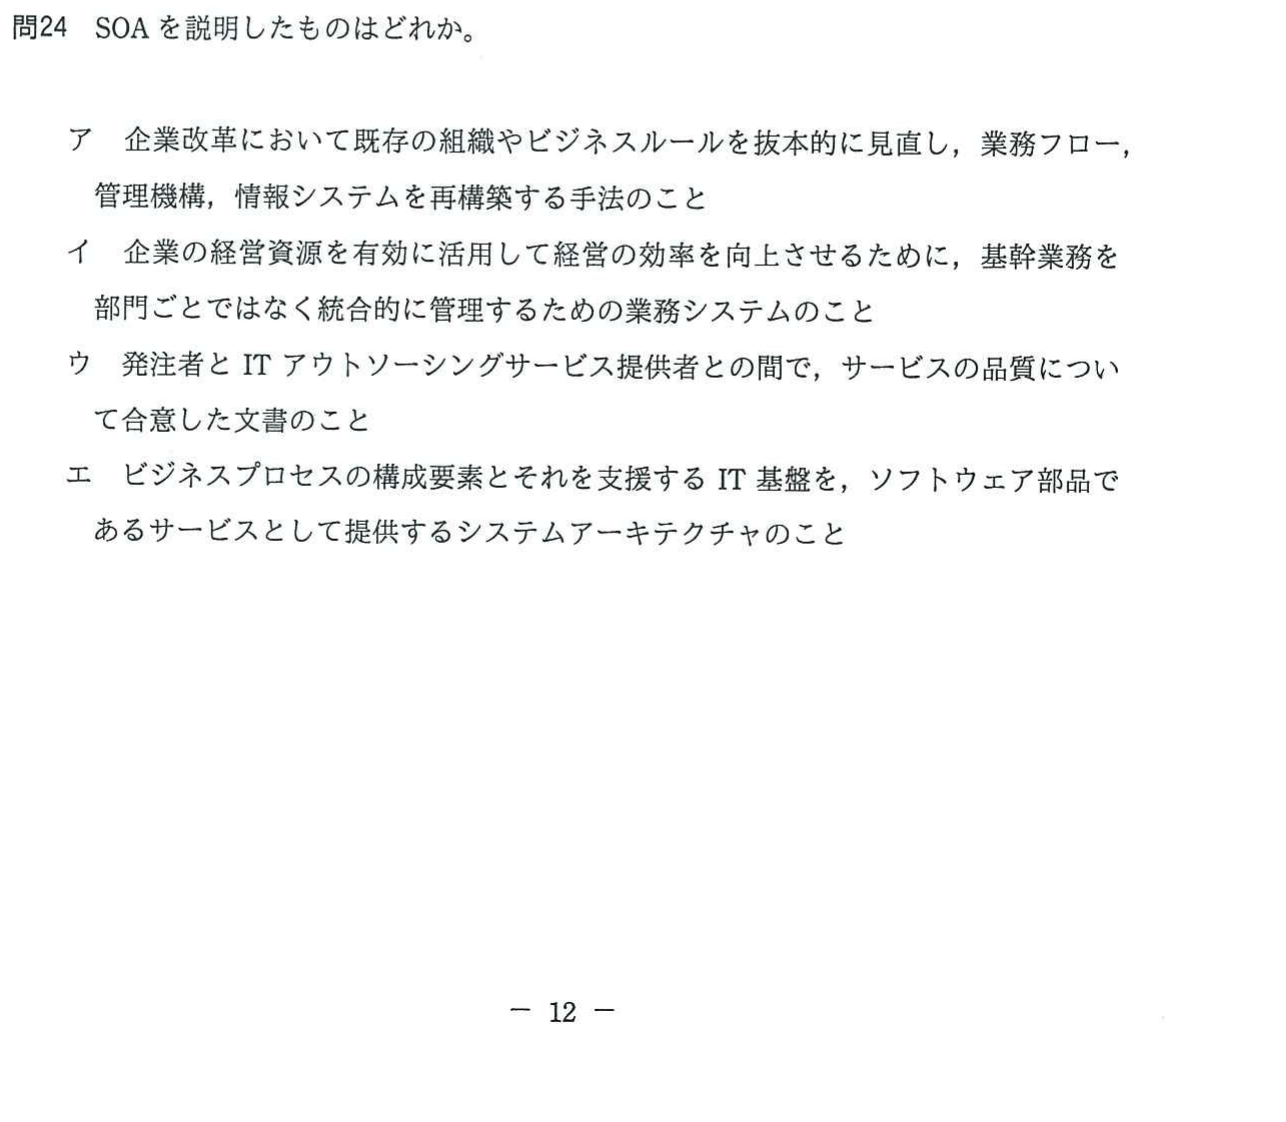 問24 SOA を説明したものはどれか。
ア 企業改革において既存の組織やビジネスルールを抜本的に見直し，業務フロー，
管理機構，情報システムを再構築する手法のこと
イ 企業の経営資源を有効に活用して経営の効率を向上させるために，基幹業務を
部門ごとではなく統合的に管理するための業務システムのこと
ウ 発注者と IT アウトソーシングサービス提供者との間で，サービスの品質につい
て合意した文書のこと
エ ビジネスプロセスの構成要素とそれを支援する IT 基盤を，ソフトウェア部品で
あるサービスとして提供するシステムアーキテクチャのこと
－ 12 －